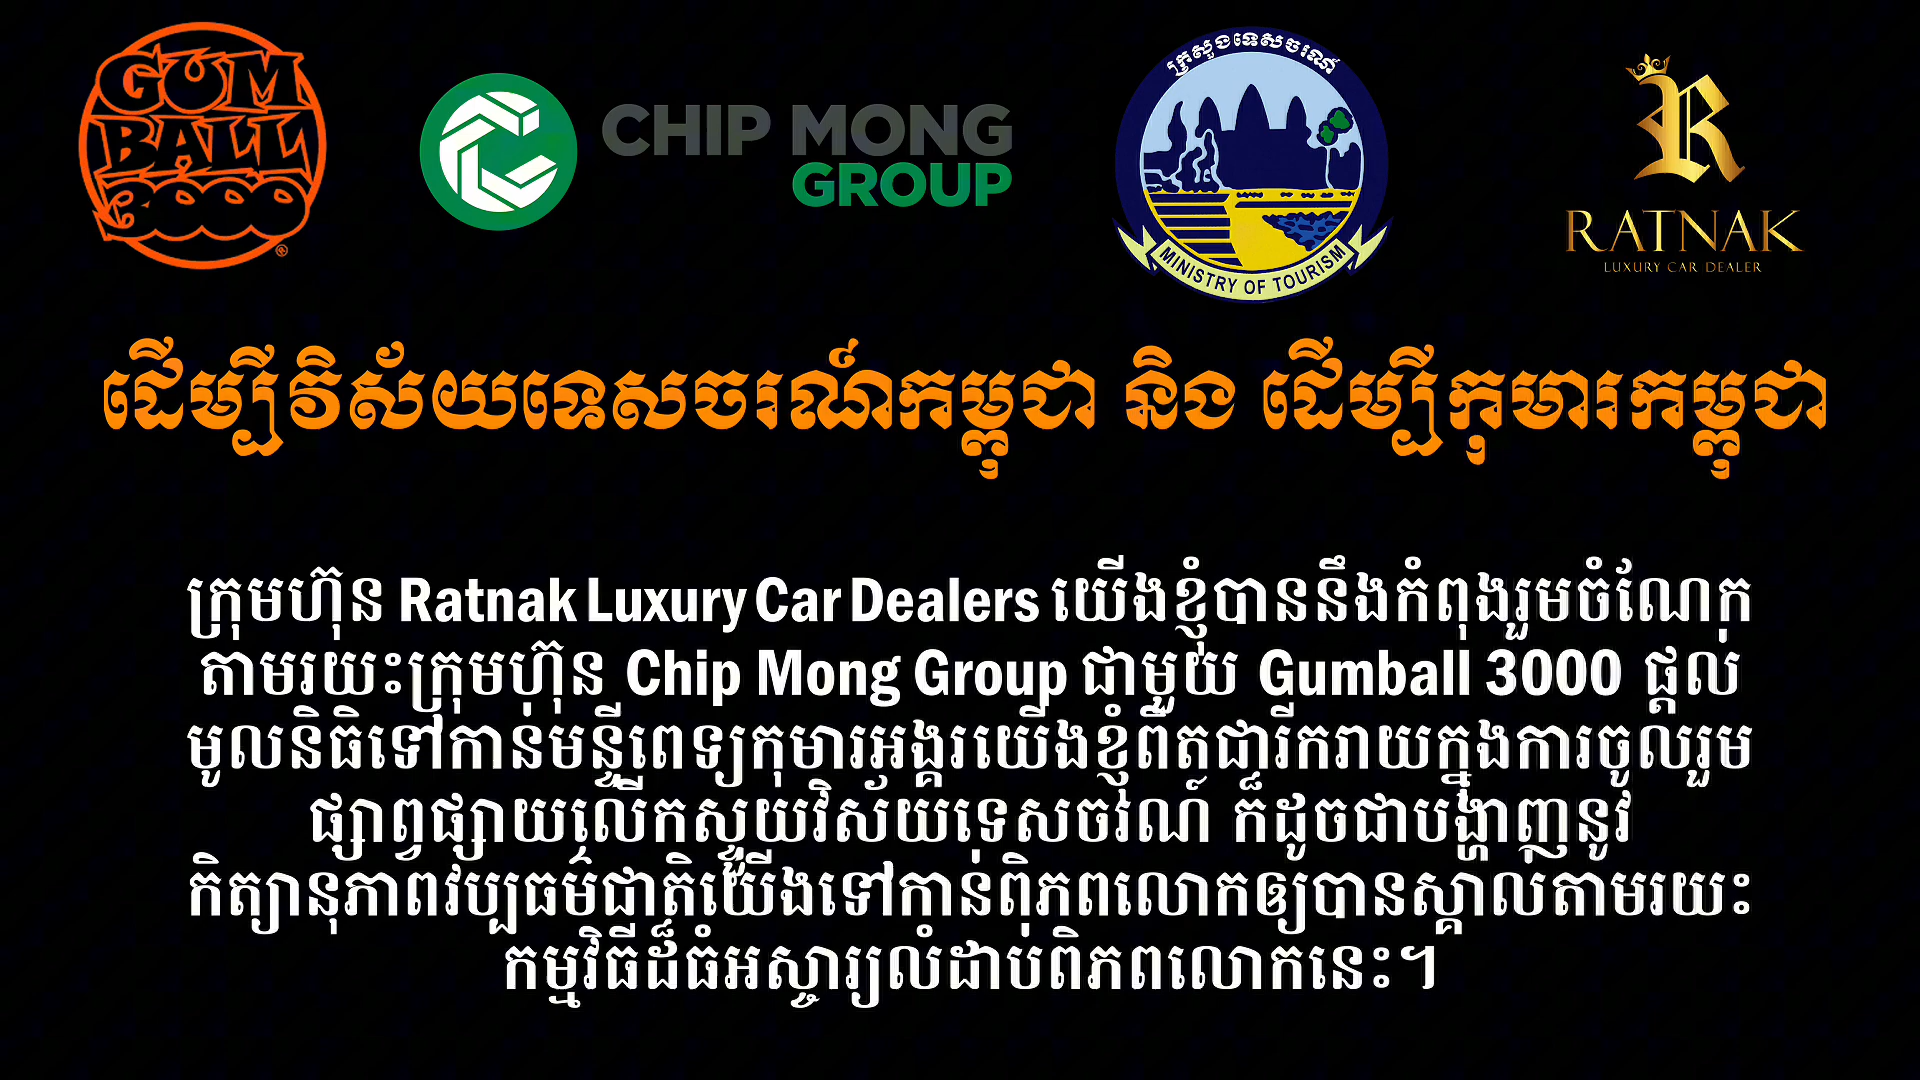 GUM
BALL
3000
®
CHIP MONG
GROUP
ក្រសួងទេសចរណ៍
MINISTRY OF TOURISM
R
RATNAK
LUXURY CAR DEALER
ដើម្បីវិស័យទេសចរណ៍កម្ពុជា និង ដើម្បីកុមារកម្ពុជា
ក្រុមហ៊ុន Ratnak Luxury Car Dealers យើងខ្ញុំបាននឹងកំពុងរួមចំណែក
តាមរយះក្រុមហ៊ុន Chip Mong Group ជាមួយ Gumball 3000 ផ្តល់
មូលនិធិទៅកាន់មន្ទីពេទ្យកុមារអង្គរយើងខ្ញុំពិតជារីករាយក្នុងការចូលរួម
ផ្សាព្វផ្សាយលើកស្ទួយវិស័យទេសចរណ៍ ក៏ដូចជាបង្ហាញនូវ
កិត្យានុភាពវប្បធម៌ជាតិយើងទៅកាន់ពិភពលោកឲ្យបានស្គាល់តាមរយះ
កម្មវិធីដ៏ធំអស្ចារ្យលំដាប់ពិភពលោកនេះ។